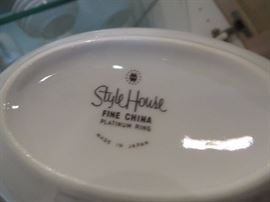 Style House
FINE CHINA
PLATINUM RING
MADE IN JAPAN